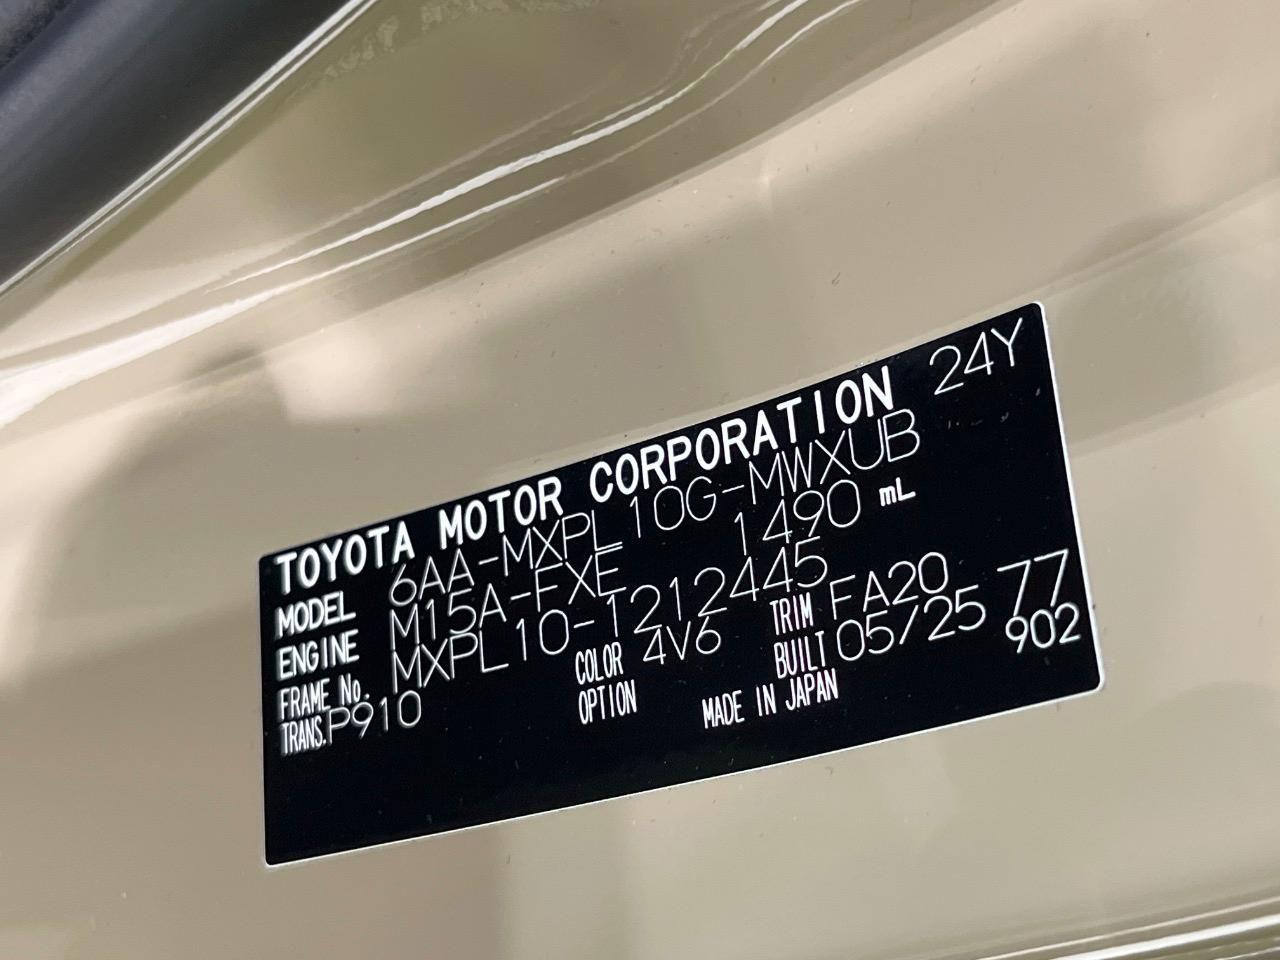 TOYOTA MOTOR CORPORATION 24Y
MODEL 6AA-MXPL10G-MWXUB
ENGINE M15A-FXE 1490 mL
FRAME No. MXPL10-1212445
TRANS. P910 COLOR 4V6 TRIM FA20 77
OPTION BUILT 05/25 902
MADE IN JAPAN